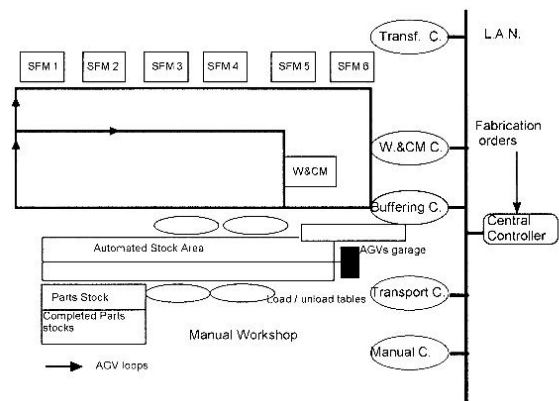 Transf. C.
L.A.N.
SFM 1
SFM 2
SFM 3
SFM 4
SFM 5
SFM 6
Fabrication
orders
W.&CM C.
W&CM
Buffering C.
Central
Controller
Automated Stock Area
AGVs garage
Parts Stock
Load / unload tables
Transport C.
Completed Parts
stocks
Manual Workshop
Manual C.
AGV loops